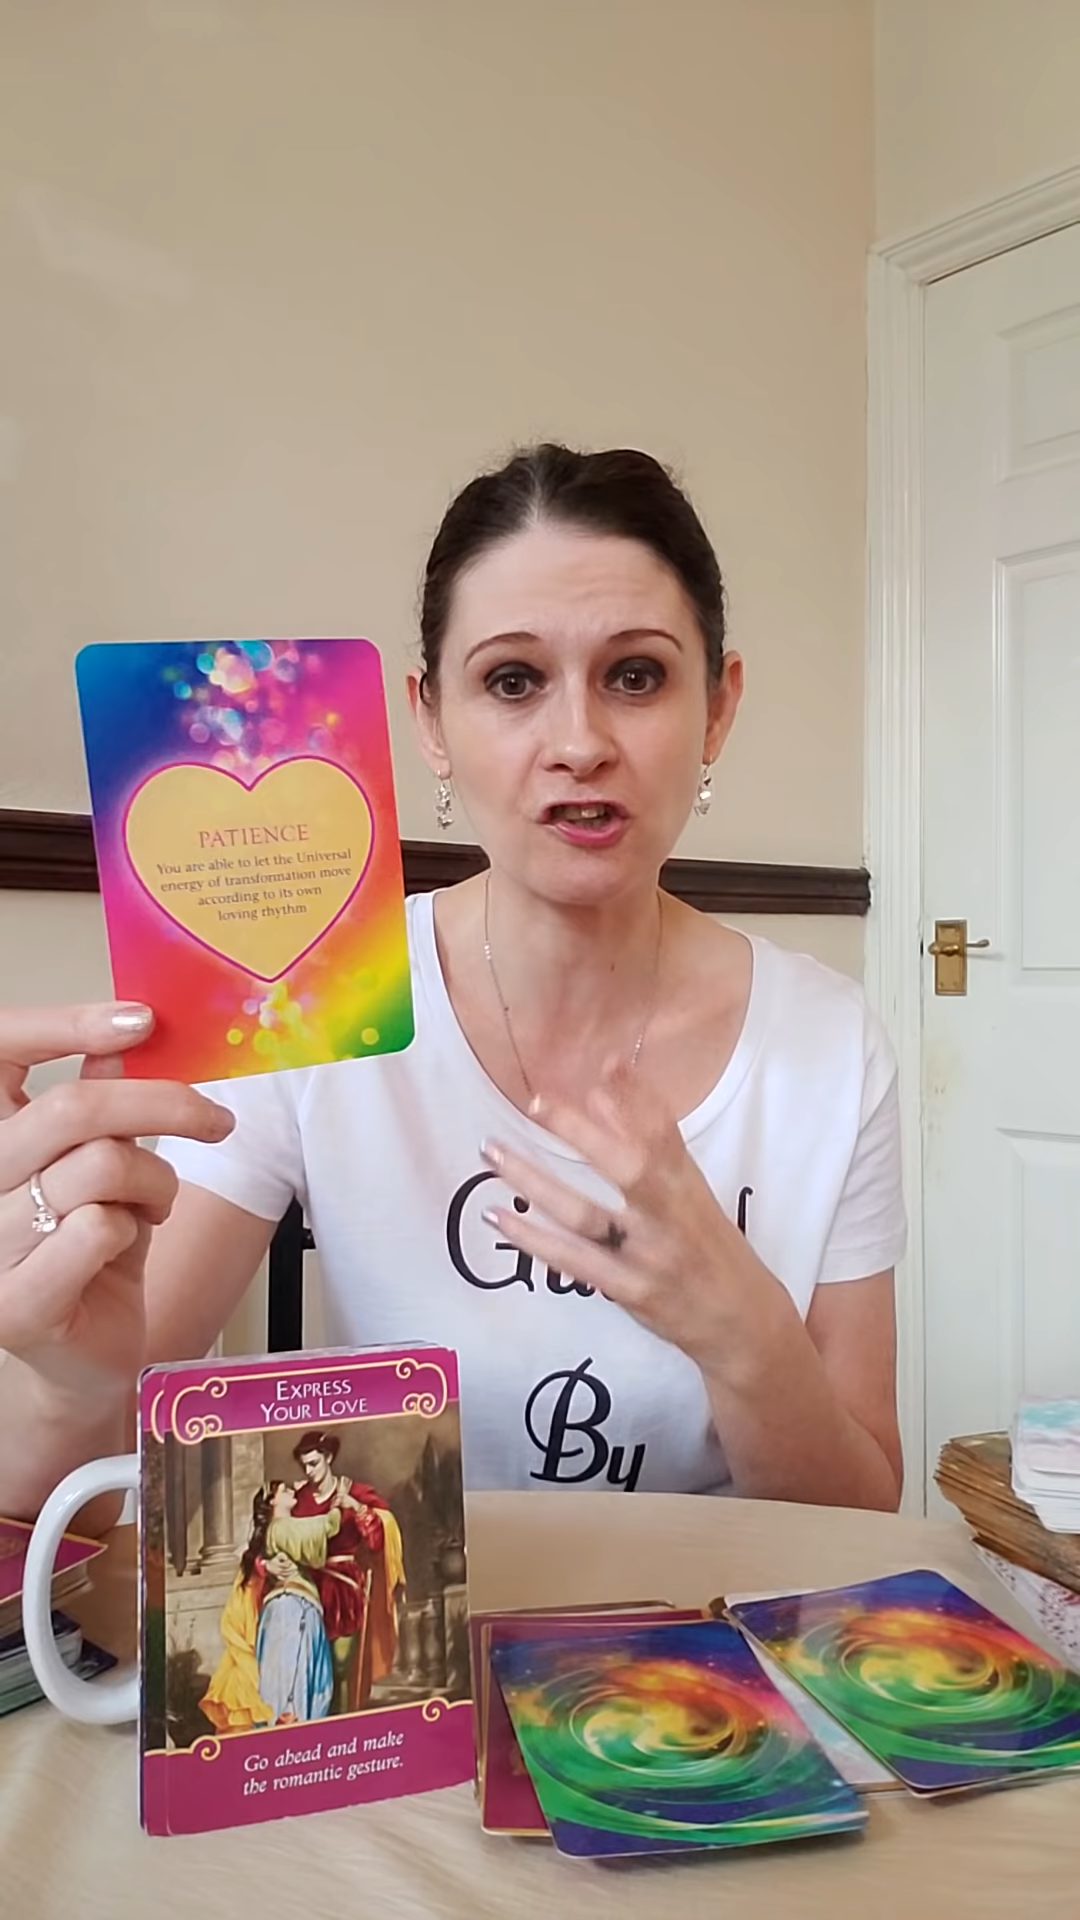 PATIENCE
You are able to let the Universal
energy of transformation move
according to its own
loving rhythm
By
EXPRESS
YOUR LOVE
Go ahead and make
the romantic gesture.